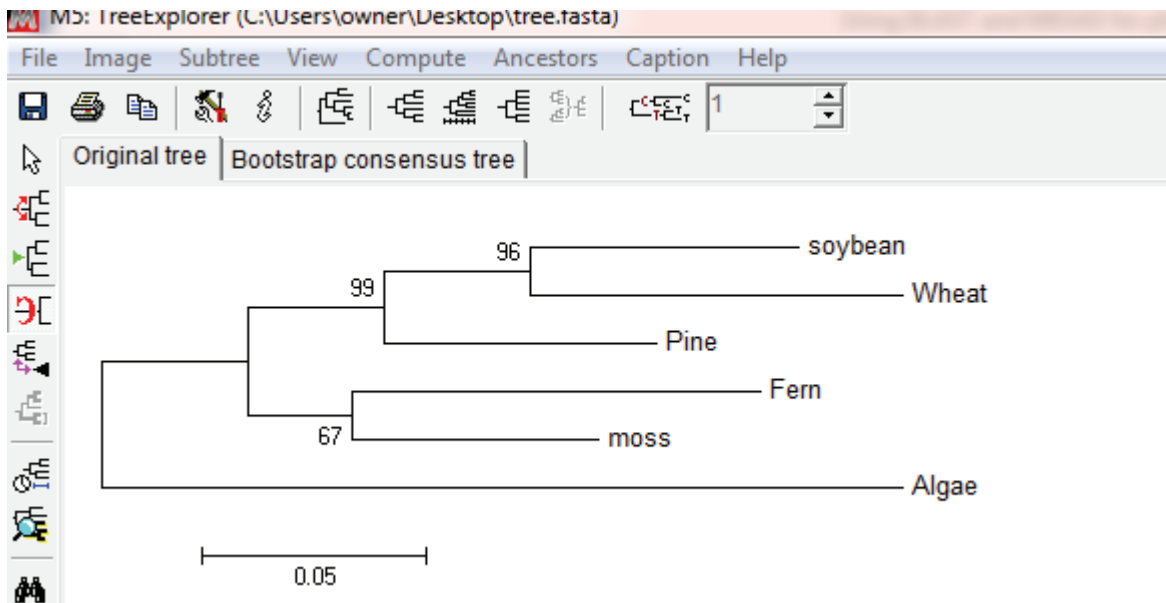 M5: TreeExplorer (C:\Users\owner\Desktop\tree.fasta)
File Image Subtree View Compute Ancestors Caption Help
1
Original tree Bootstrap consensus tree
96
soybean
99
Wheat
Pine
Fern
67
moss
Algae
0.05